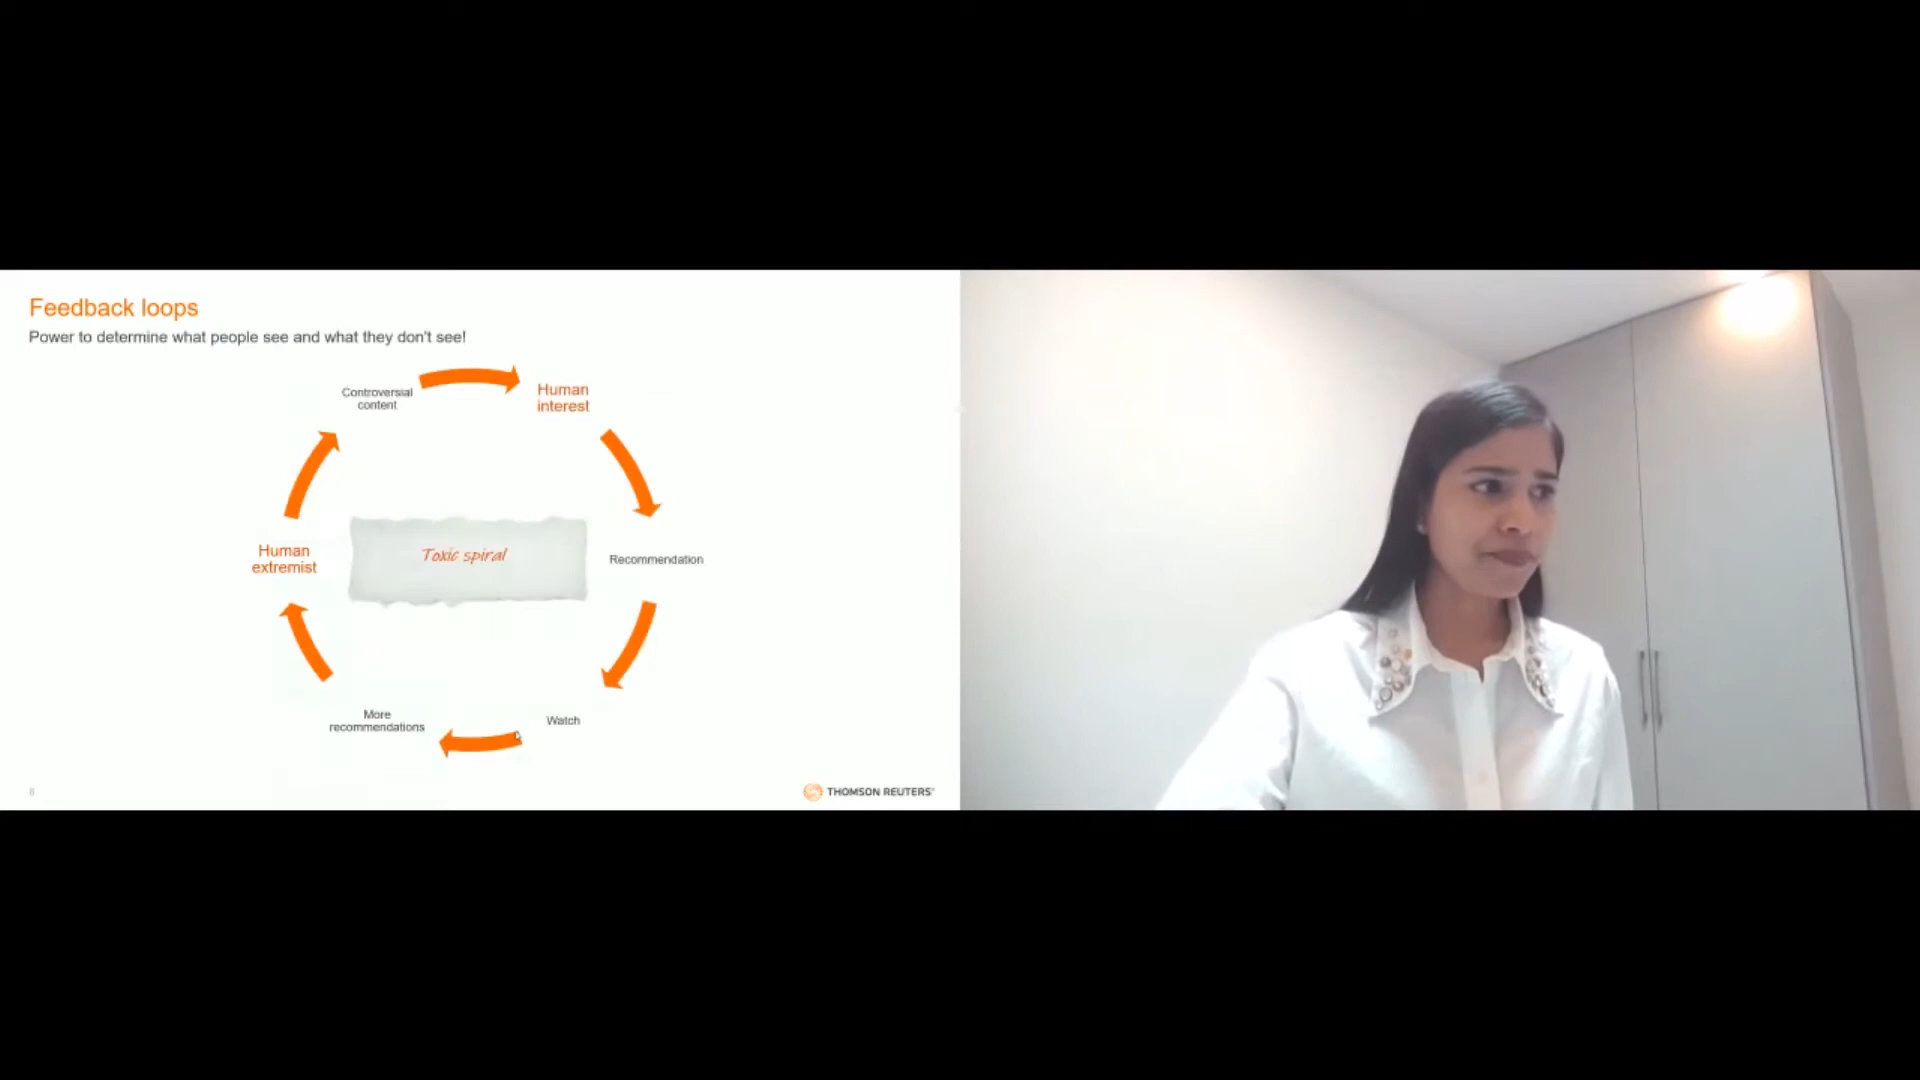 Feedback loops
Power to determine what people see and what they don't see!
Controversial
content
Human
interest
Human
extremist
Toxic spiral
Recommendation
More
recommendations
Watch
8
THOMSON REUTERS®